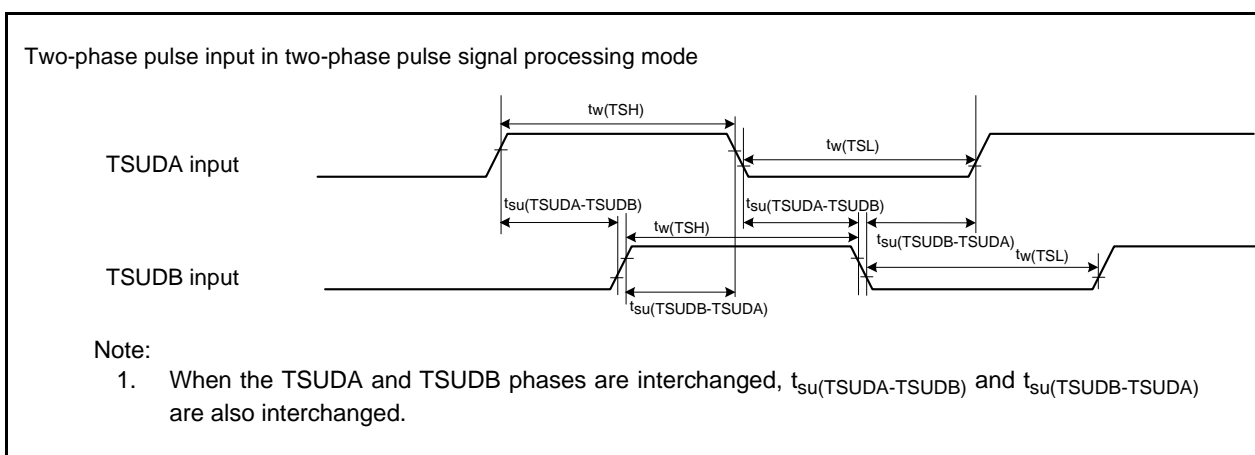 Two-phase pulse input in two-phase pulse signal processing mode
tw(TSH)
tw(TSL)
TSUDA input
tsu(TSUDA-TSUDB)
tsu(TSUDA-TSUDB)
tw(TSH)
tsu(TSUDB-TSUDA)
tw(TSL)
TSUDB input
tsu(TSUDB-TSUDA)
Note:
1. When the TSUDA and TSUDB phases are interchanged, tsu(TSUDA-TSUDB) and tsu(TSUDB-TSUDA)
are also interchanged.